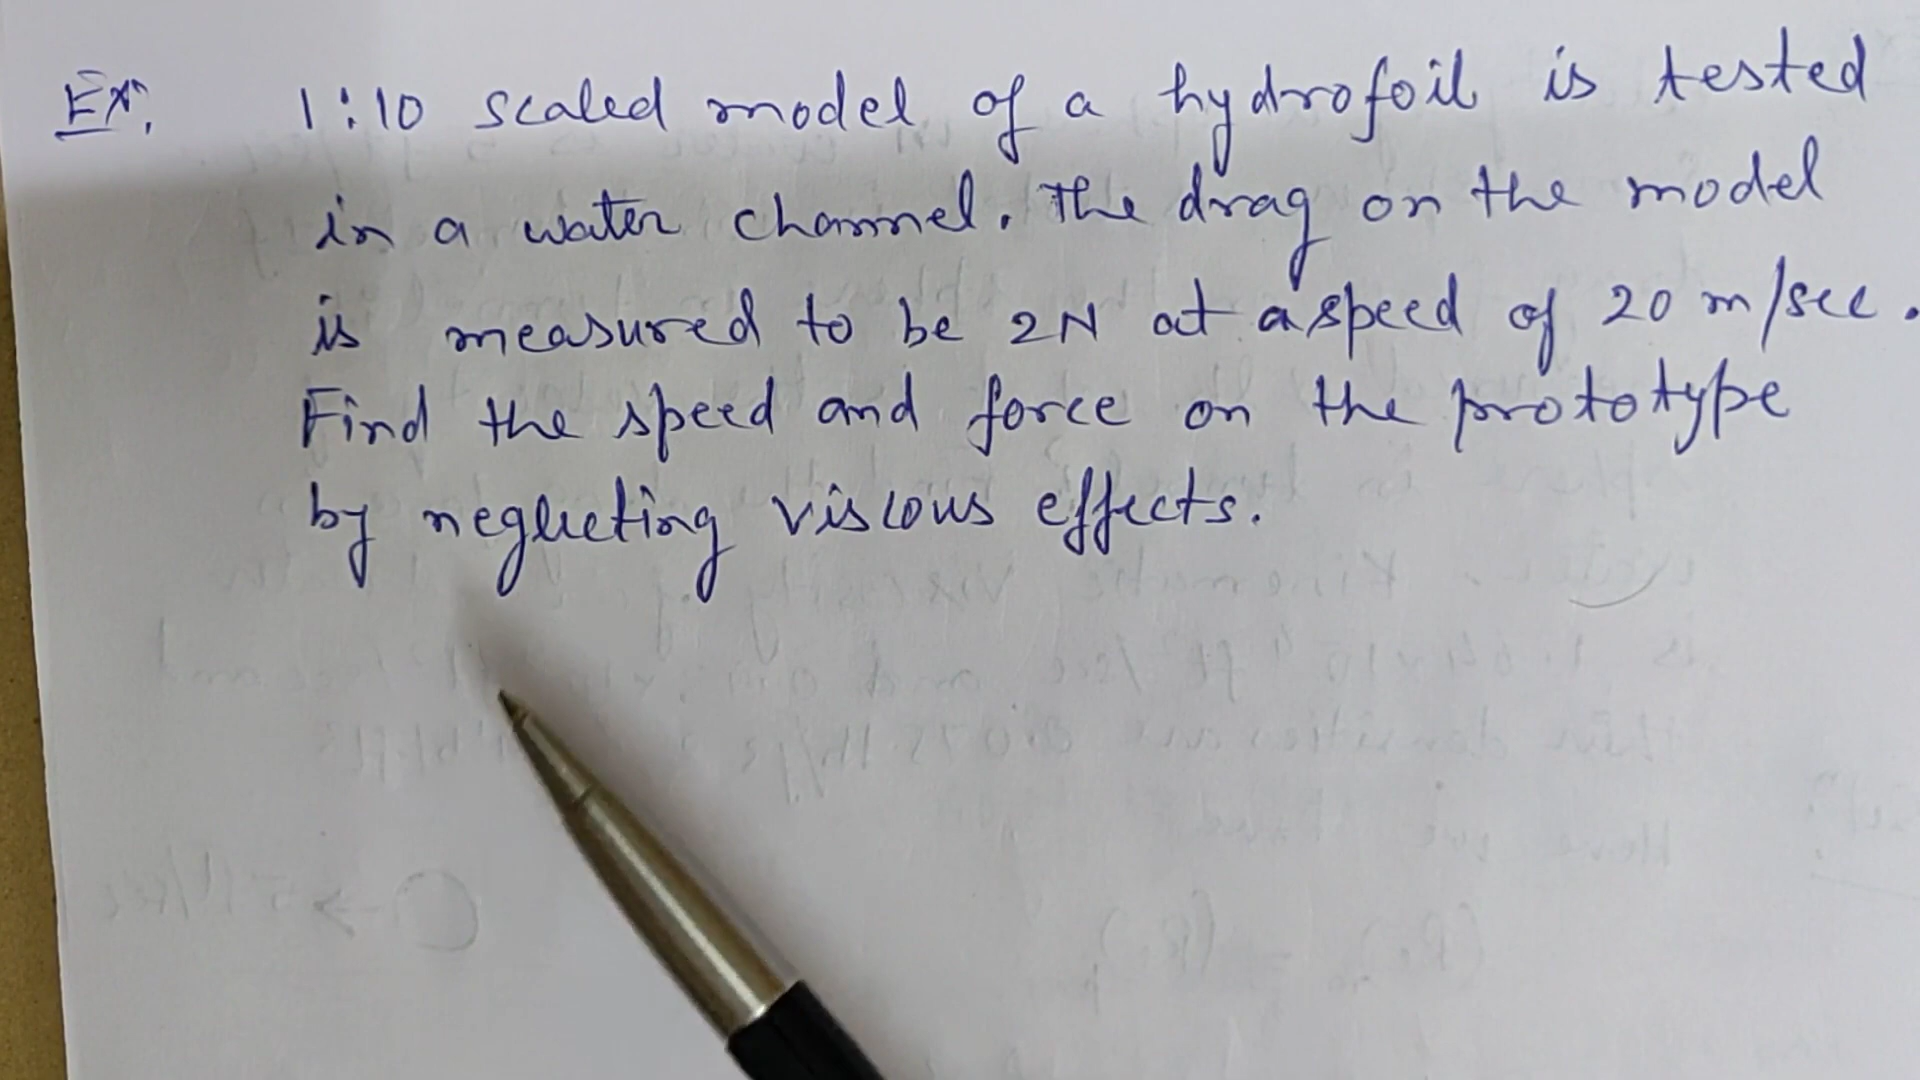 Ex. 1:10 scaled model of a hydrofoil is tested
in a water channel. The drag on the model
is measured to be 2N at a speed of 20 m/sec.
Find the speed and force on the prototype
by neglecting viscous effects.